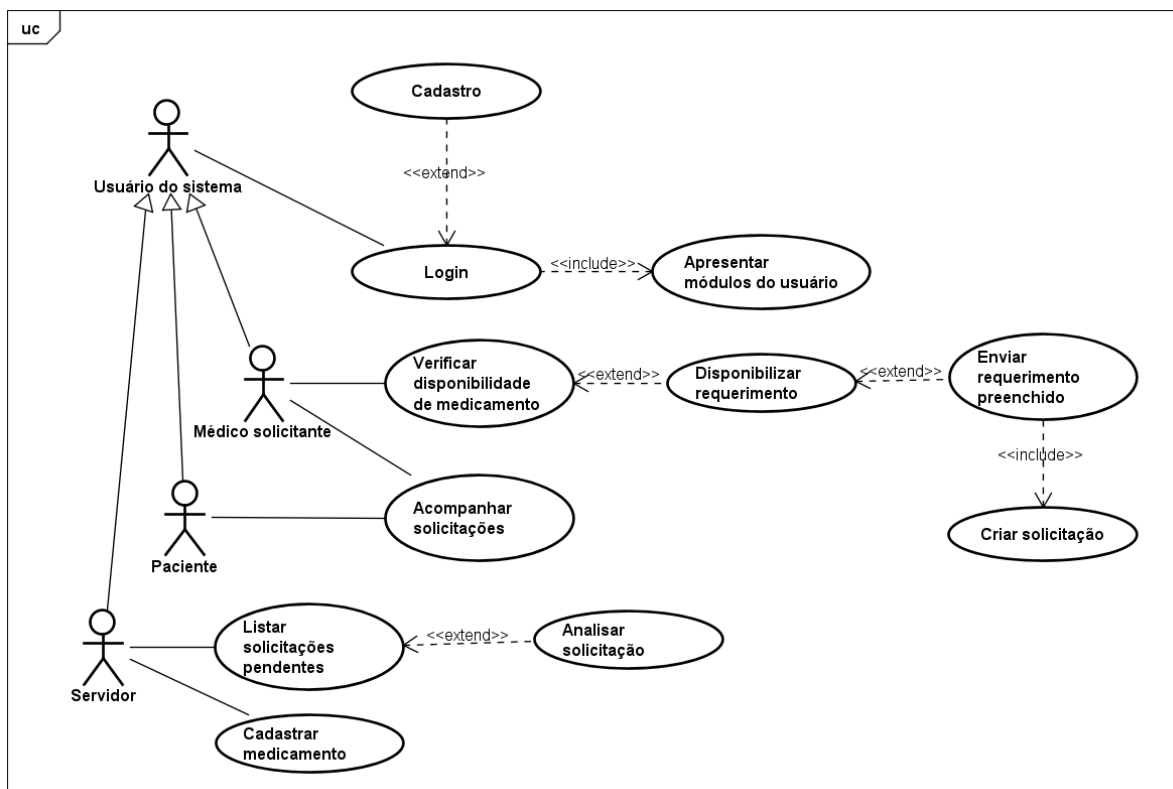 uc
Cadastro
<<extend>>
Usuário do sistema
Login
<<include>>
Apresentar
módulos do usuário
Verificar
disponibilidade
de medicamento
<<extend>>
Disponibilizar
requerimento
<<extend>>
Enviar
requerimento
preenchido
Médico solicitante
<<include>>
Acompanhar
solicitações
Criar solicitação
Paciente
Listar
solicitações
pendentes
<<extend>>
Analisar
solicitação
Servidor
Cadastrar
medicamento